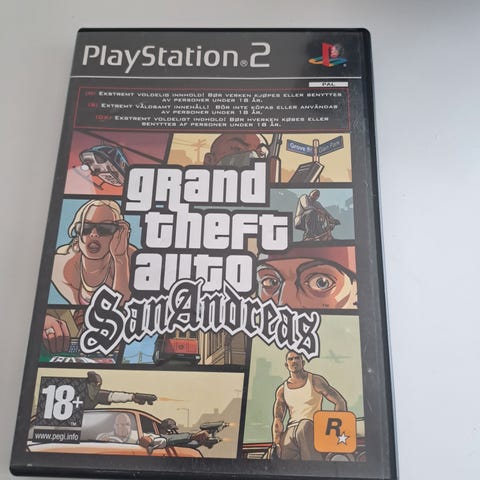 PlayStation®2
PAL
(N) Ekstremt voldelig innhold! Bør verken kjøpes eller benyttes
av personer under 18 år.
(S) Extremt våldsamt innehåll! Bör inte köpas eller användas
av personer under 18 år.
(DK) Ekstremt voldeligt indhold! Bør hverken købes eller
benyttes af personer under 18 år.
grand
theft
auto
San Andreas
18+
www.pegi.info
R